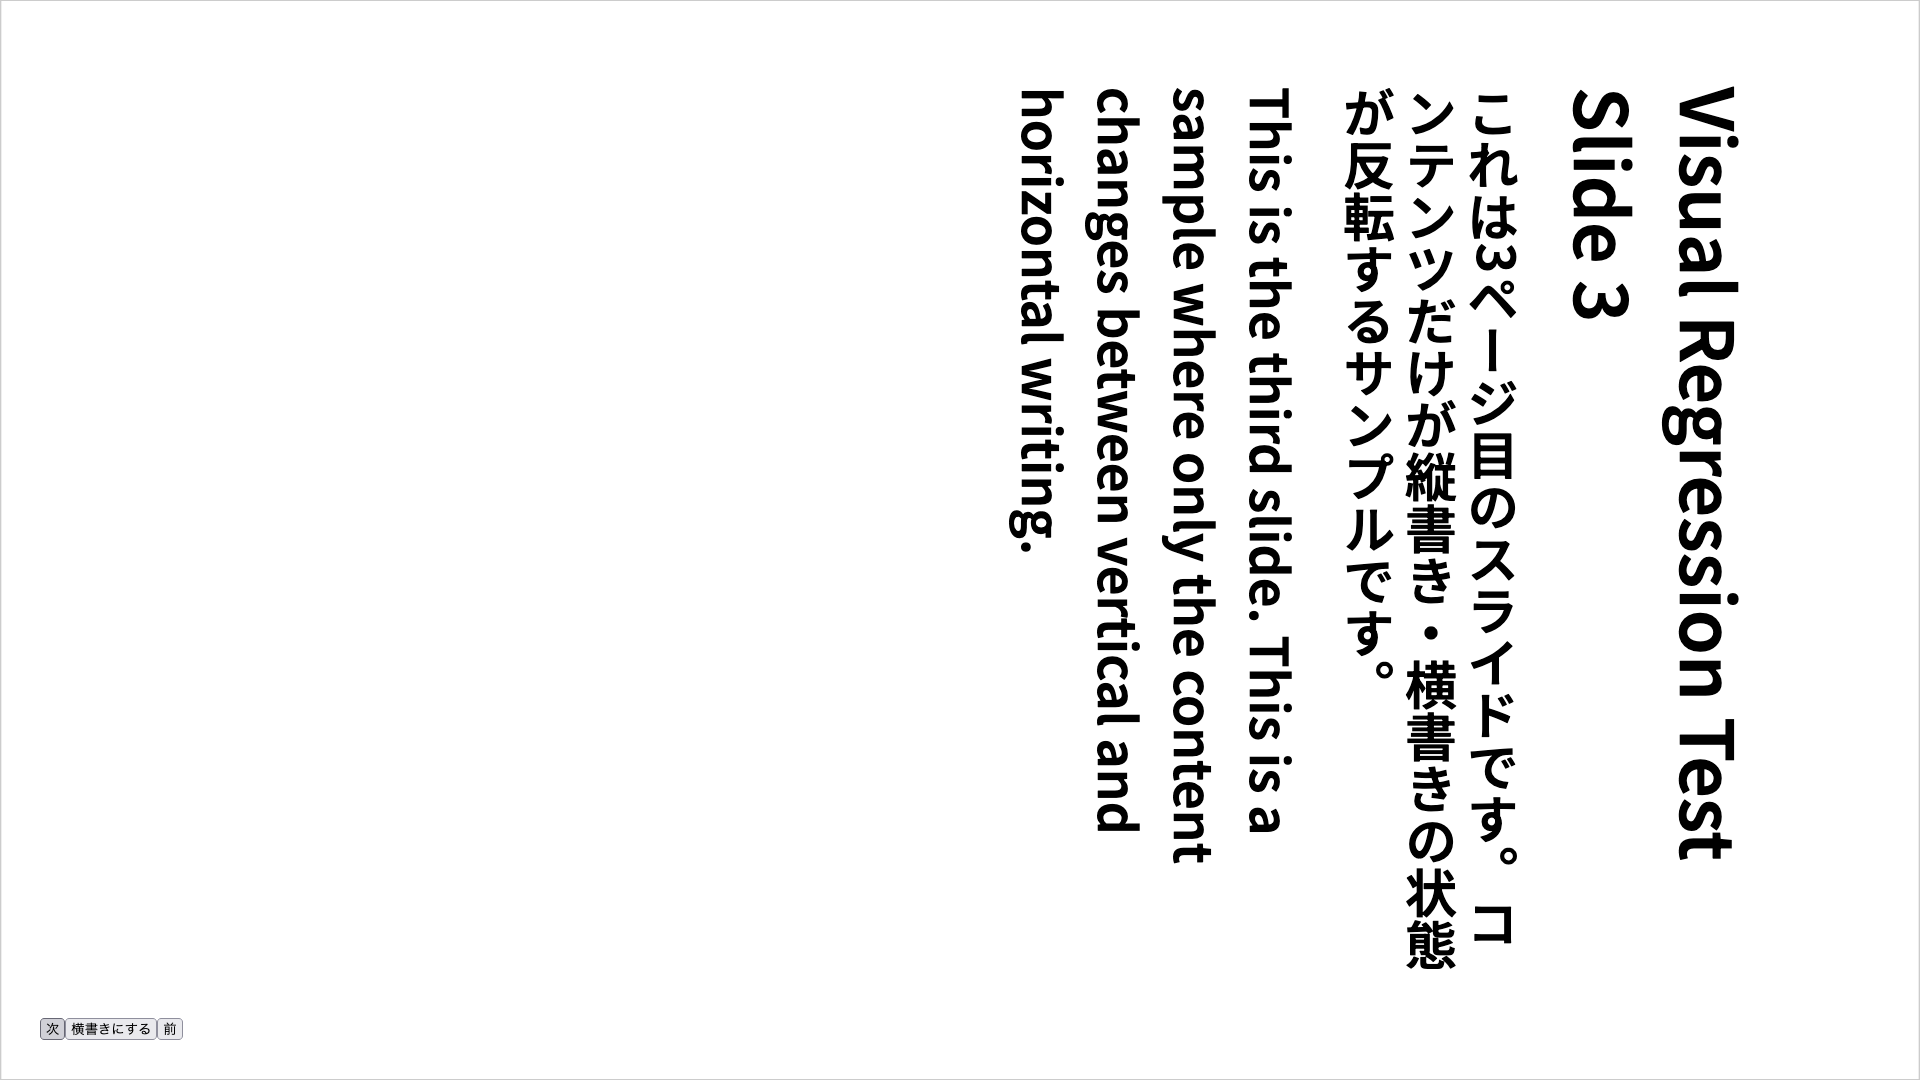 Visual Regression Test
Slide 3
これは3ページ目のスライドです。コ
ンテンツだけが縦書き・横書きの状態
が反転するサンプルです。
This is the third slide. This is a
sample where only the content
changes between vertical and
horizontal writing.
次 横書きにする 前